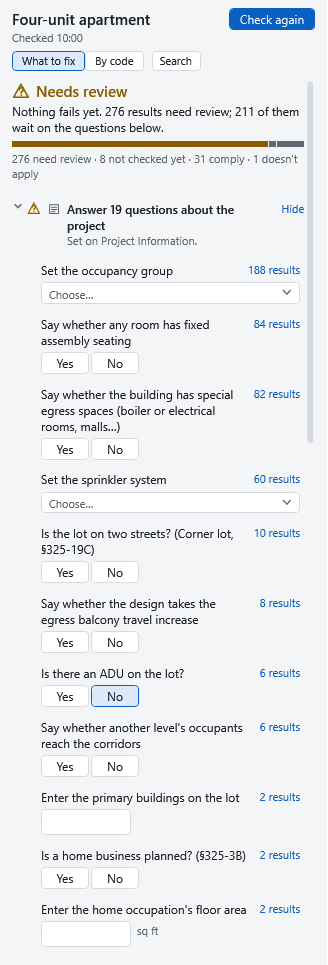 Four-unit apartment
Check again
Checked 10:00
What to fix
By code
Search
Needs review
Nothing fails yet. 276 results need review; 211 of them
wait on the questions below.
276 need review · 8 not checked yet · 31 comply · 1 doesn't
apply
Answer 19 questions about the
project
Hide
Set on Project Information.
Set the occupancy group
188 results
Choose...
Say whether any room has fixed
assembly seating
84 results
Yes
No
Say whether the building has special
egress spaces (boiler or electrical
rooms, malls...)
82 results
Yes
No
Set the sprinkler system
60 results
Choose...
Is the lot on two streets? (Corner lot,
§325-19C)
10 results
Yes
No
Say whether the design takes the
egress balcony travel increase
8 results
Yes
No
Is there an ADU on the lot?
6 results
Yes
No
Say whether another level's occupants
reach the corridors
6 results
Yes
No
Enter the primary buildings on the lot
2 results
Is a home business planned? (§325-3B)
2 results
Yes
No
Enter the home occupation's floor area
2 results
sq ft